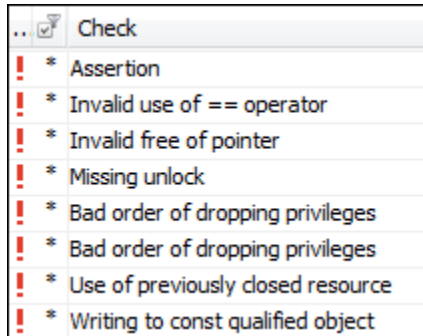 .. Check
! * Assertion
! * Invalid use of == operator
! * Invalid free of pointer
! * Missing unlock
! * Bad order of dropping privileges
! * Bad order of dropping privileges
! * Use of previously closed resource
! * Writing to const qualified object